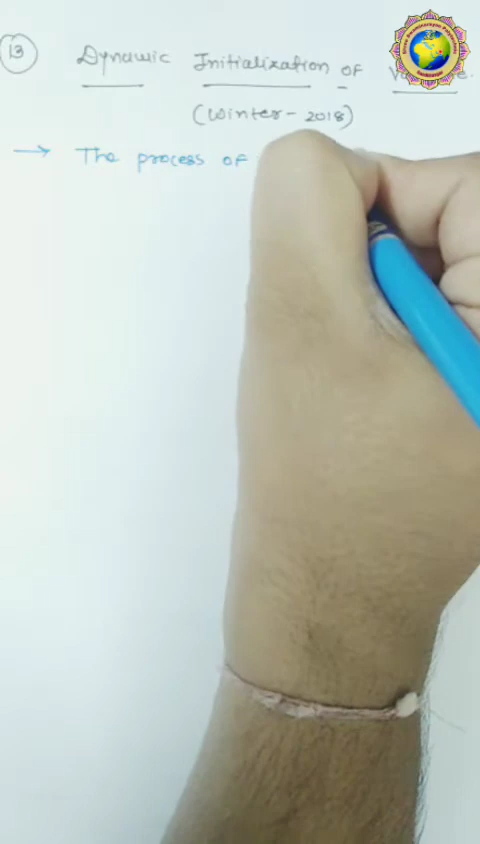 13 Dynamic Initialization of
(Winter - 2018)
→ The process of